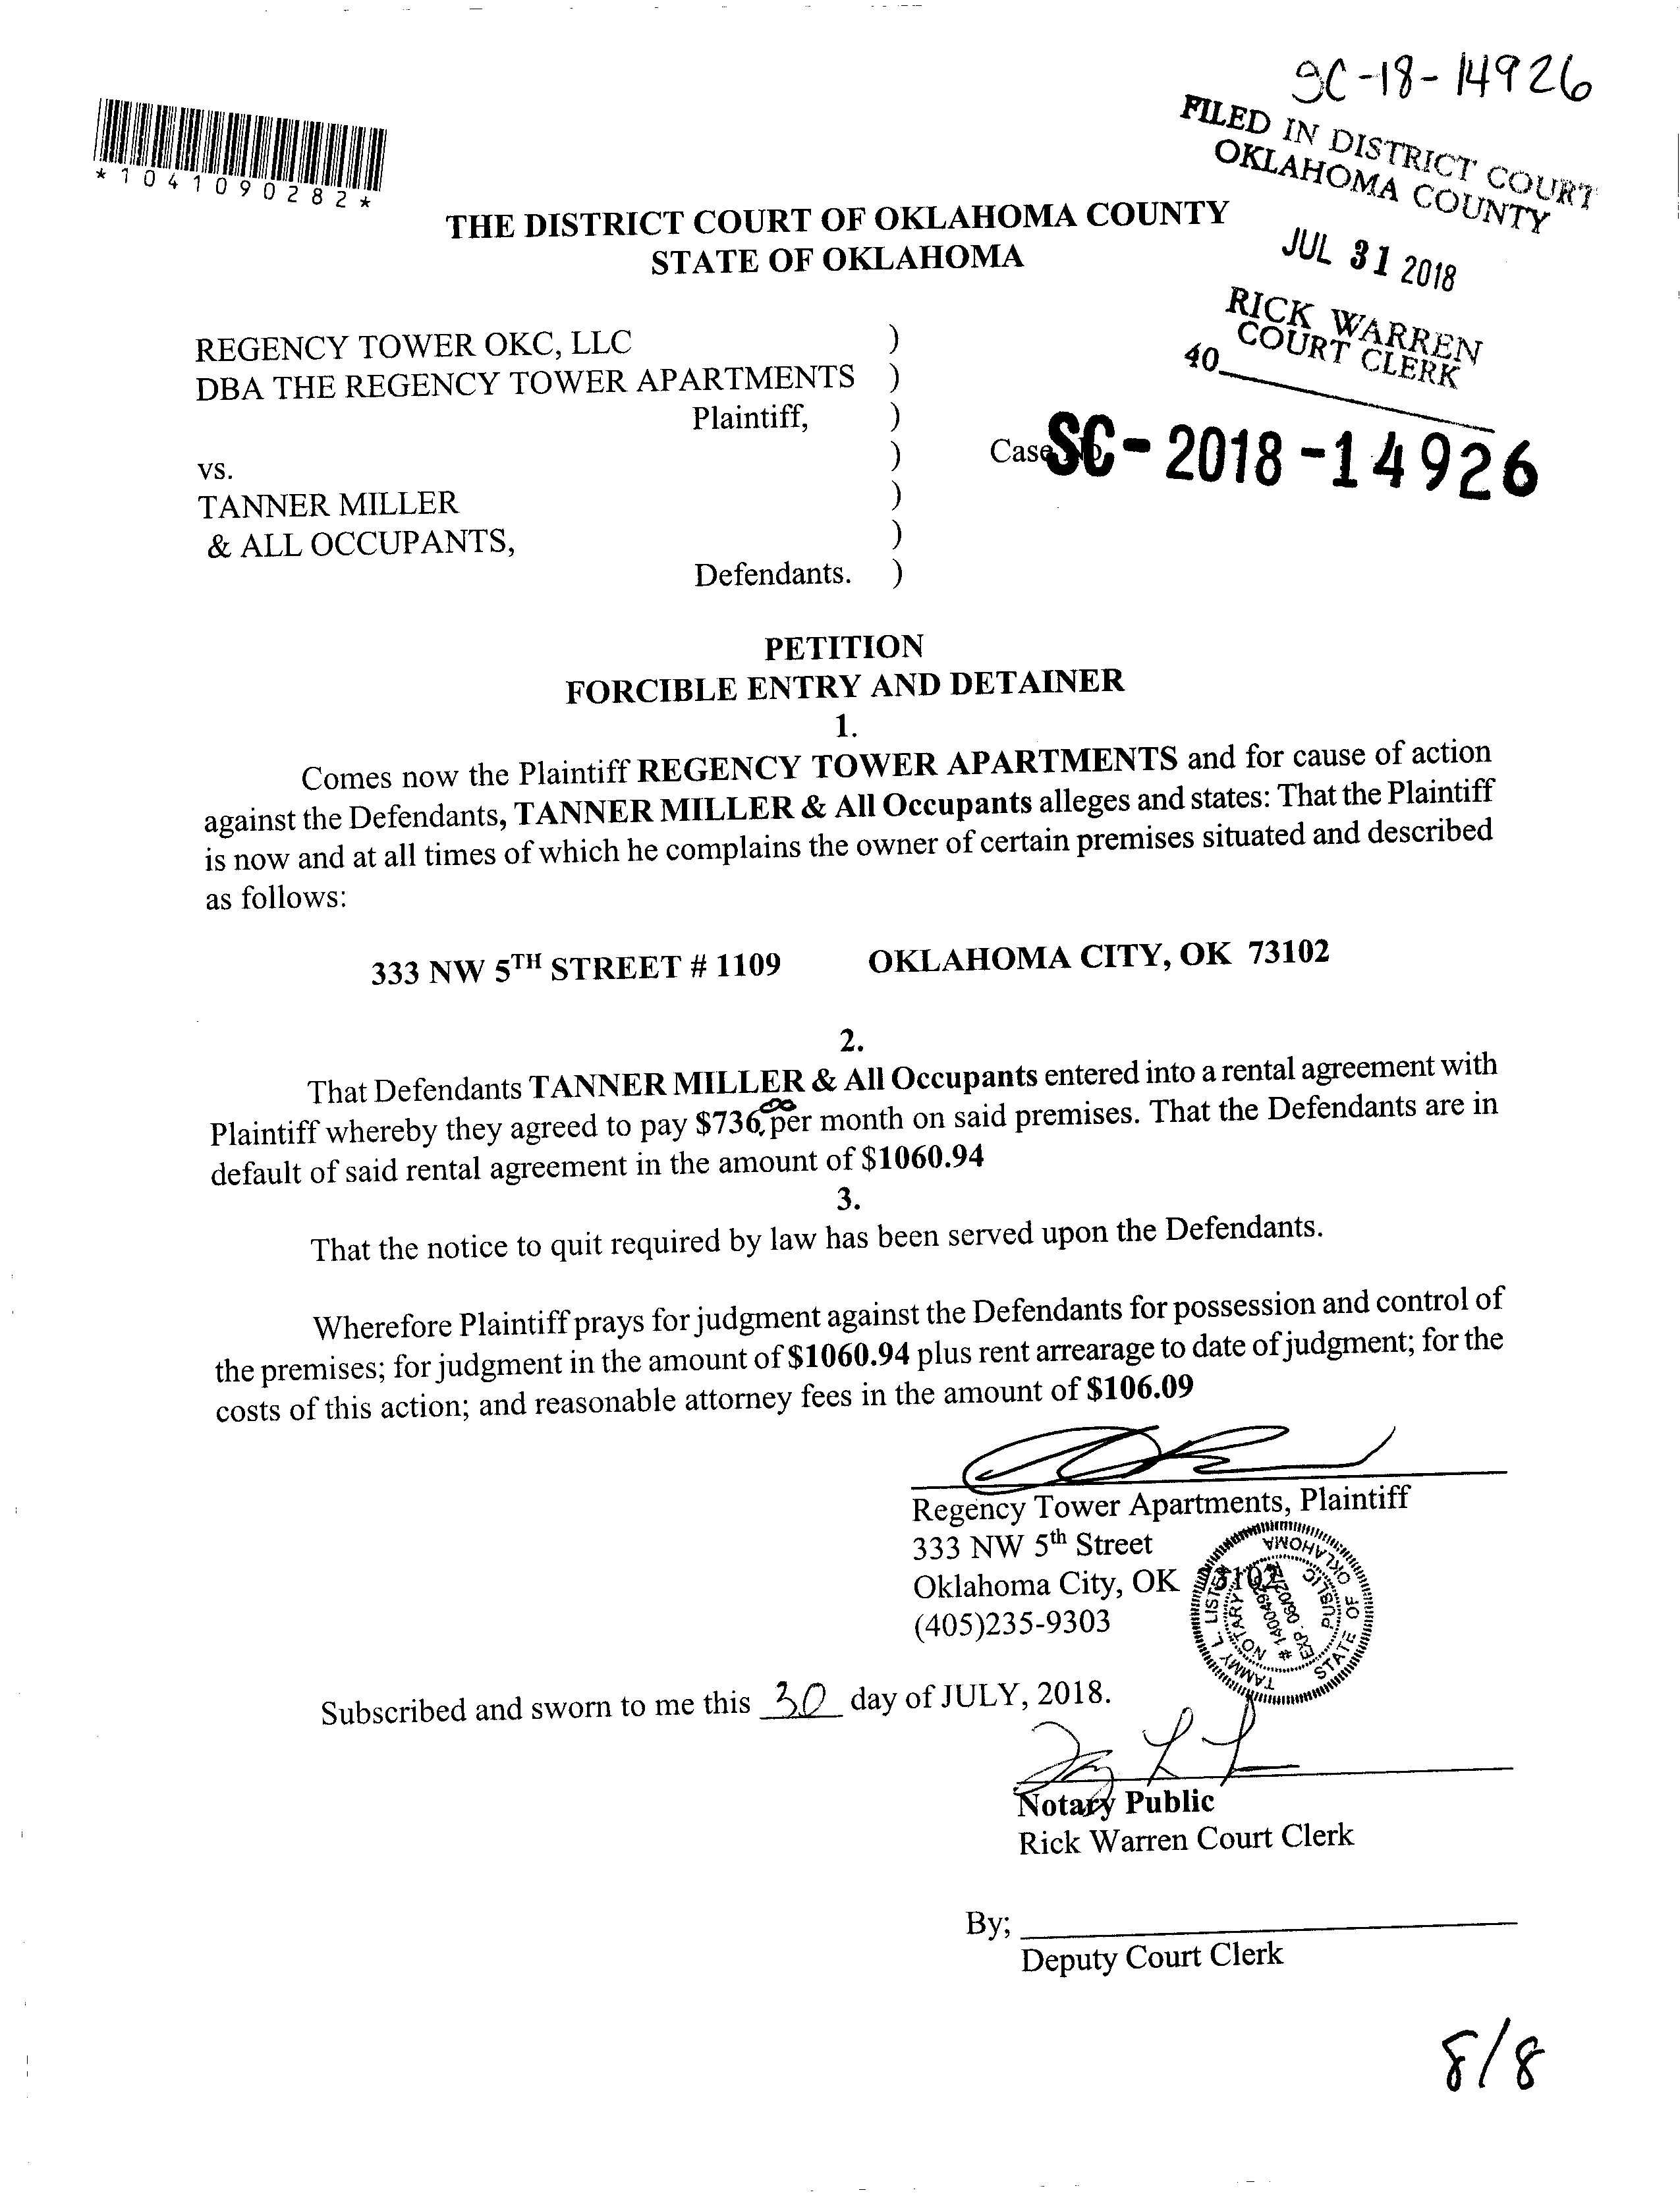 SC-18-14926
FILED IN DISTRICT COURT
OKLAHOMA COUNTY
JUL 31 2018
RICK WARREN
COURT CLERK
40
*1041090282*
THE DISTRICT COURT OF OKLAHOMA COUNTY
STATE OF OKLAHOMA
REGENCY TOWER OKC, LLC )
DBA THE REGENCY TOWER APARTMENTS )
Plaintiff, )
)
vs.
Case No. SC-2018-14926
TANNER MILLER )
& ALL OCCUPANTS, )
Defendants. )
PETITION
FORCIBLE ENTRY AND DETAINER
1.
Comes now the Plaintiff REGENCY TOWER APARTMENTS and for cause of action
against the Defendants, TANNER MILLER & All Occupants alleges and states: That the Plaintiff
is now and at all times of which he complains the owner of certain premises situated and described
as follows:
333 NW 5TH STREET # 1109 OKLAHOMA CITY, OK 73102
2.
That Defendants TANNER MILLER & All Occupants entered into a rental agreement with
Plaintiff whereby they agreed to pay $736.00 per month on said premises. That the Defendants are in
default of said rental agreement in the amount of $1060.94
3.
That the notice to quit required by law has been served upon the Defendants.
Wherefore Plaintiff prays for judgment against the Defendants for possession and control of
the premises; for judgment in the amount of $1060.94 plus rent arrearage to date of judgment; for the
costs of this action; and reasonable attorney fees in the amount of $106.09
Regency Tower Apartments, Plaintiff
333 NW 5th Street
Oklahoma City, OK 73102
(405)235-9303
TAMMY L. LISTEN
NOTARY PUBLIC
STATE OF OKLAHOMA
Subscribed and sworn to me this 30 day of JULY, 2018.
Notary Public
Rick Warren Court Clerk
By;
Deputy Court Clerk
8/8